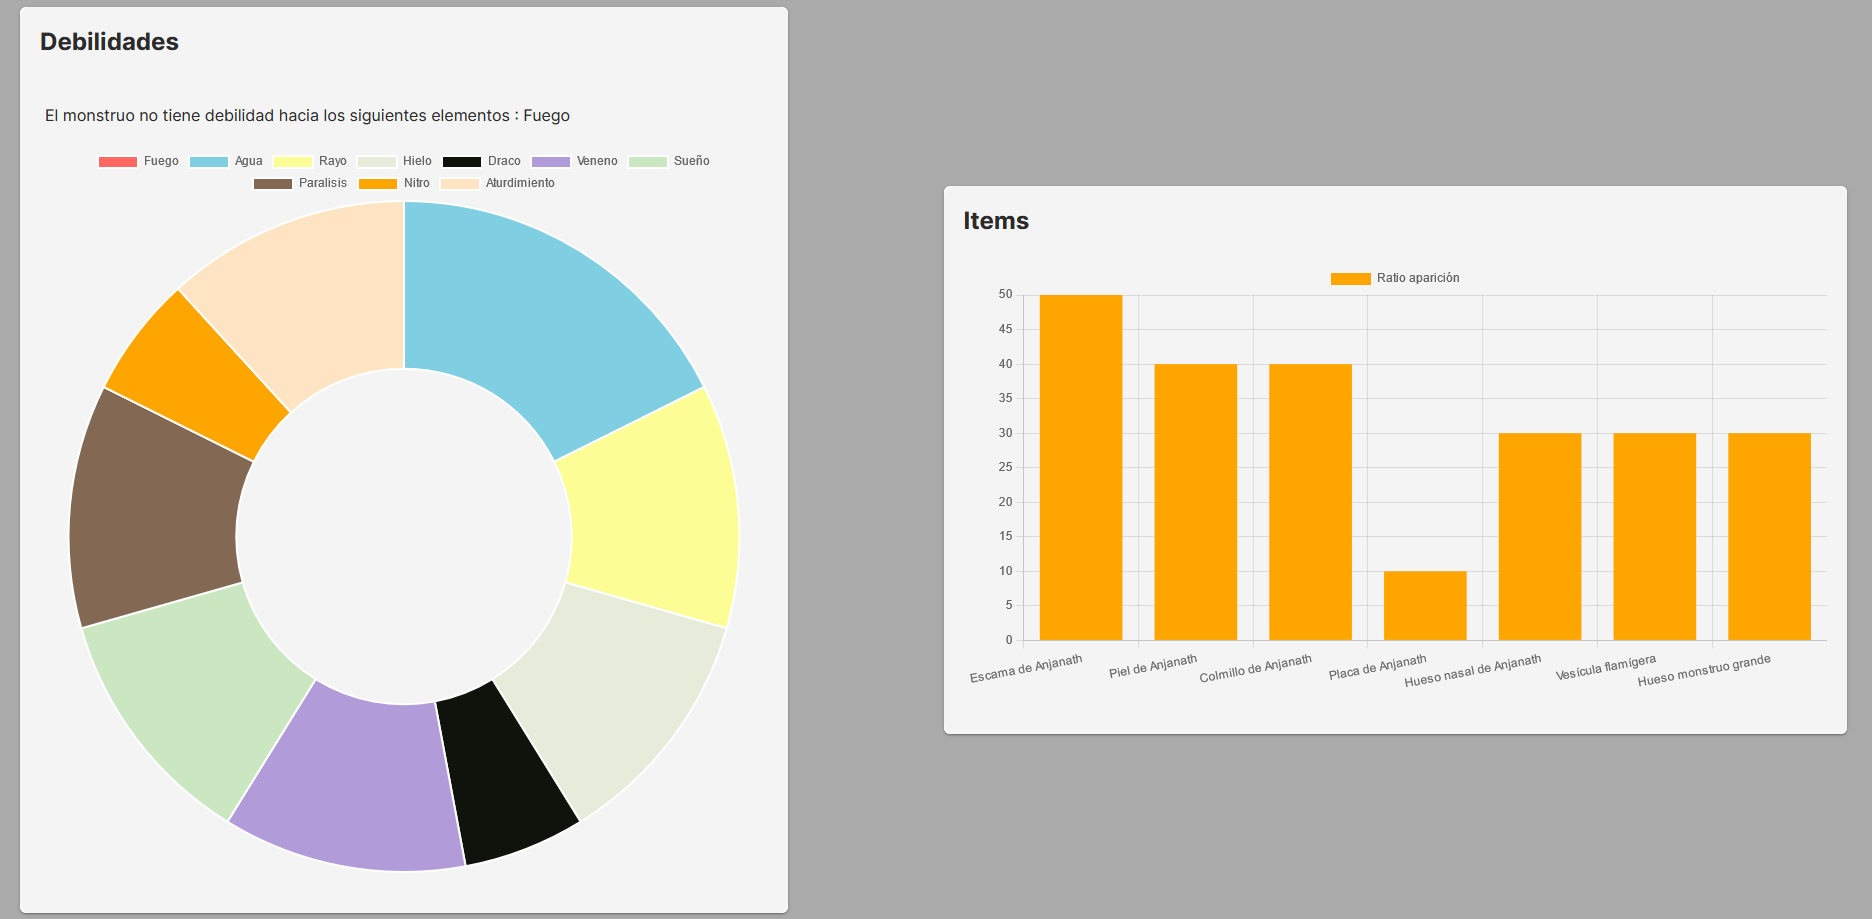 Debilidades
El monstruo no tiene debilidad hacia los siguientes elementos : Fuego
Fuego Agua Rayo Hielo Draco Veneno Sueño
Paralisis Nitro Aturdimiento
Items
Ratio aparición
50
45
40
35
30
25
20
15
10
5
0
Escama de Anjanath
Piel de Anjanath
Colmillo de Anjanath
Placa de Anjanath
Hueso nasal de Anjanath
Vesícula flamígera
Hueso monstruo grande